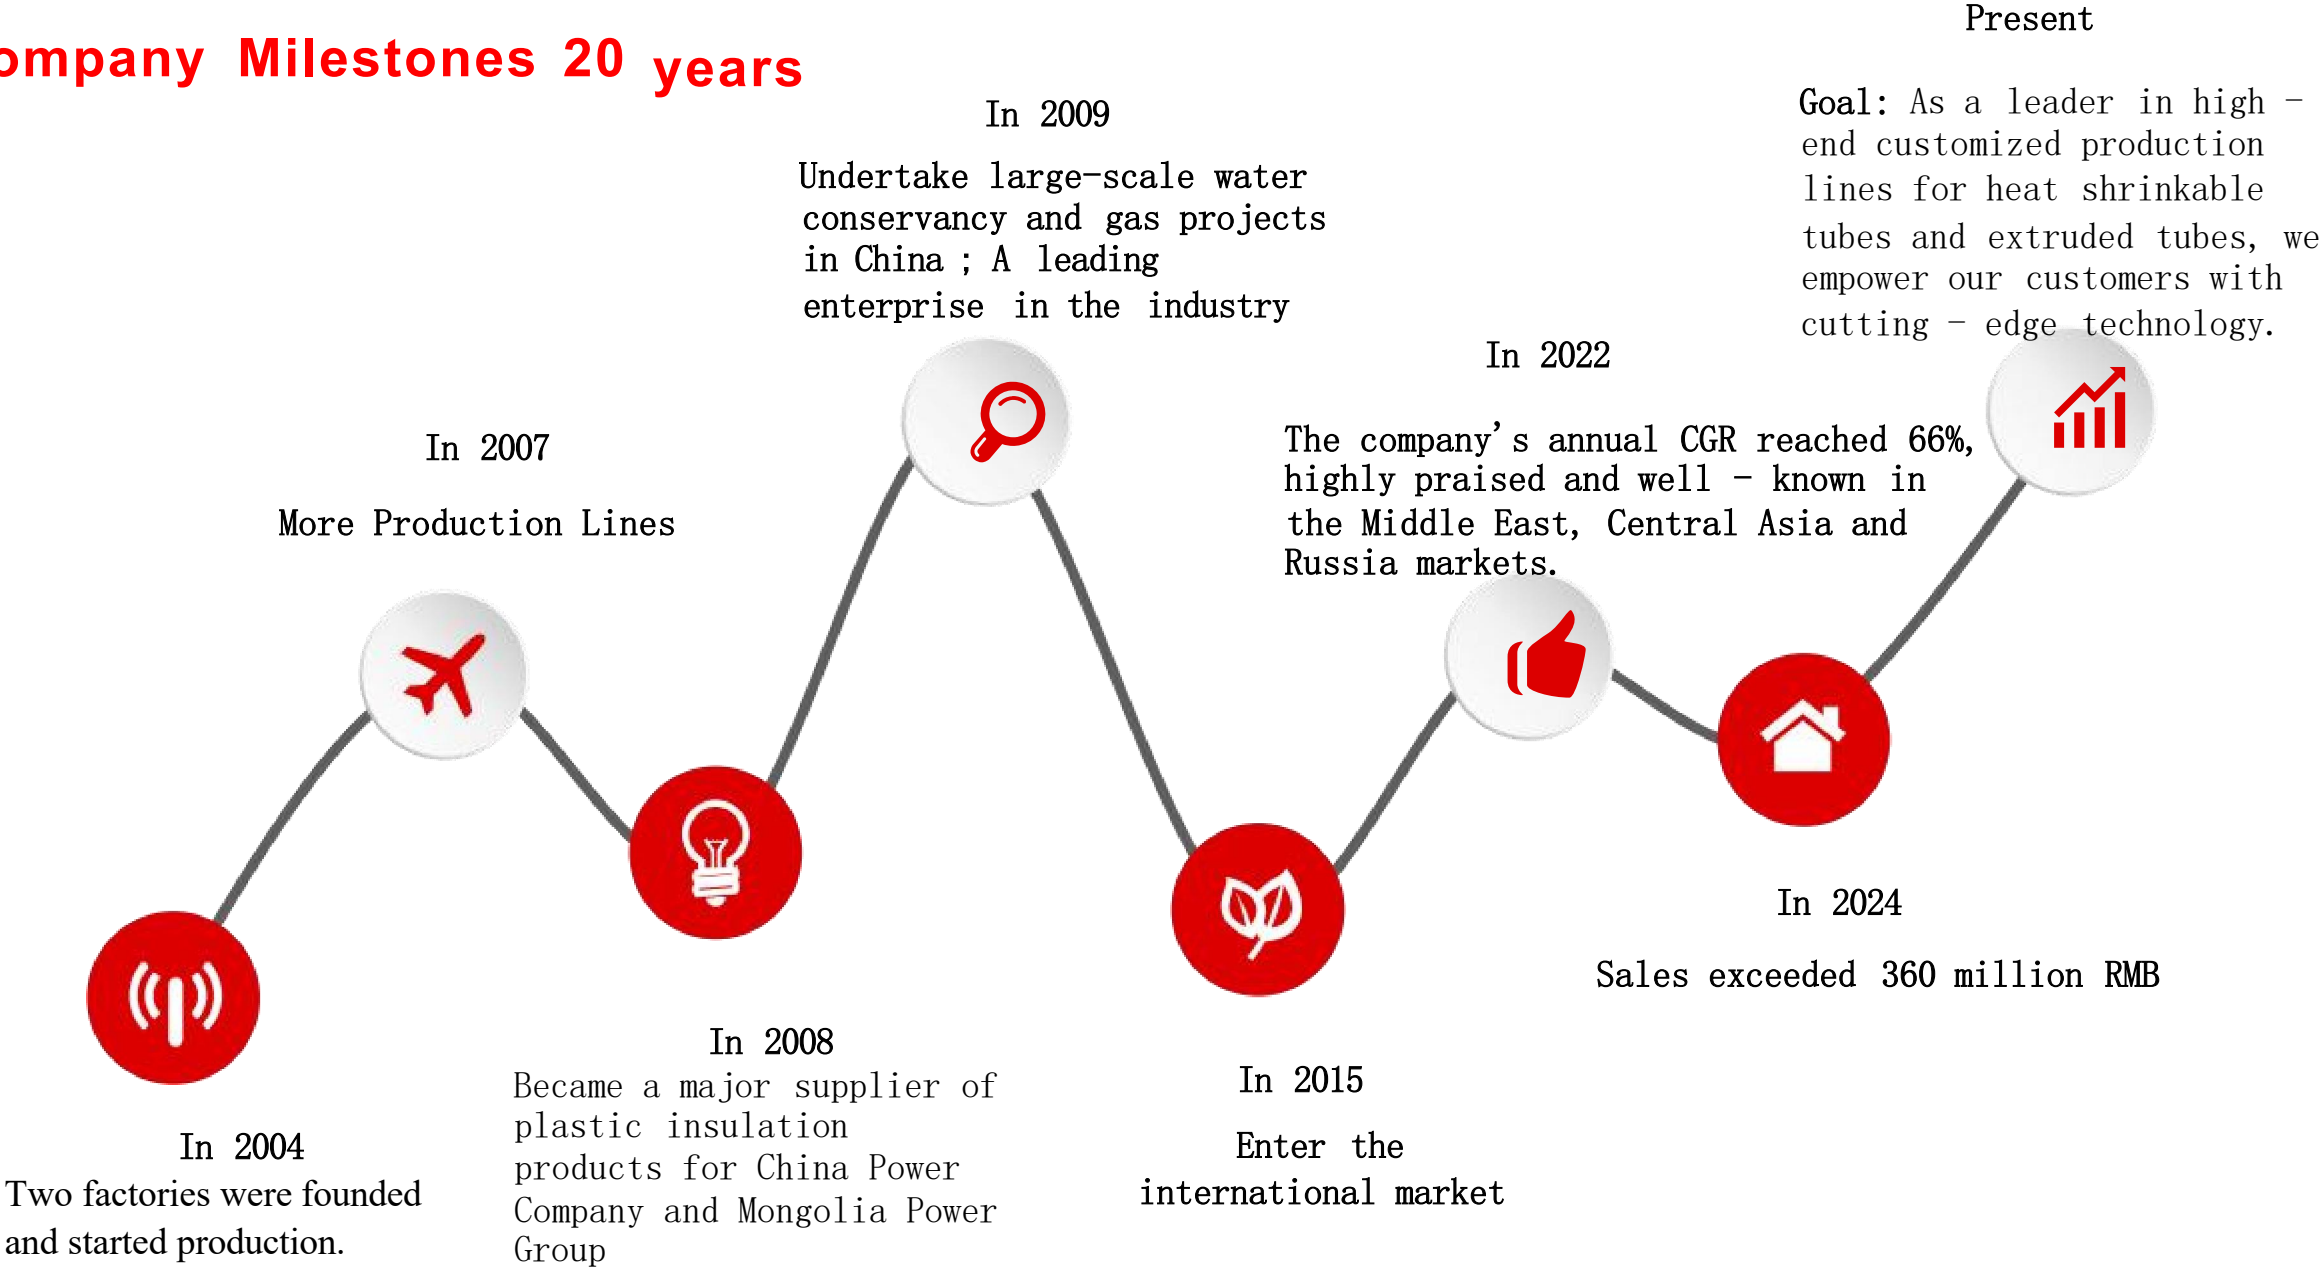 ompany Milestones 20 years
In 2004
Two factories were founded
and started production.
In 2007
More Production Lines
In 2008
Became a major supplier of
plastic insulation
products for China Power
Company and Mongolia Power
Group
In 2009
Undertake large-scale water
conservancy and gas projects
in China ; A leading
enterprise in the industry
In 2015
Enter the
international market
In 2022
The company's annual CGR reached 66%,
highly praised and well - known in
the Middle East, Central Asia and
Russia markets.
In 2024
Sales exceeded 360 million RMB
Present
Goal: As a leader in high -
end customized production
lines for heat shrinkable
tubes and extruded tubes, we
empower our customers with
cutting - edge technology.